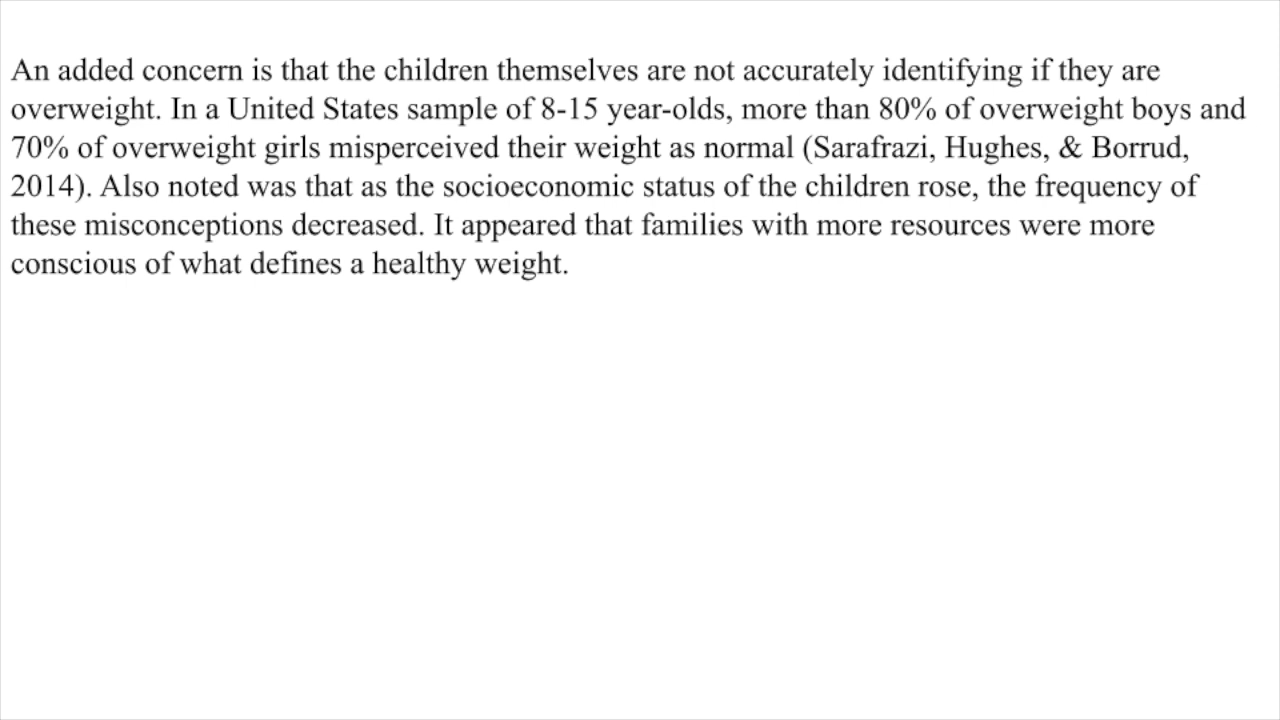 An added concern is that the children themselves are not accurately identifying if they are
overweight. In a United States sample of 8-15 year-olds, more than 80% of overweight boys and
70% of overweight girls misperceived their weight as normal (Sarafrazi, Hughes, & Borrud,
2014). Also noted was that as the socioeconomic status of the children rose, the frequency of
these misconceptions decreased. It appeared that families with more resources were more
conscious of what defines a healthy weight.